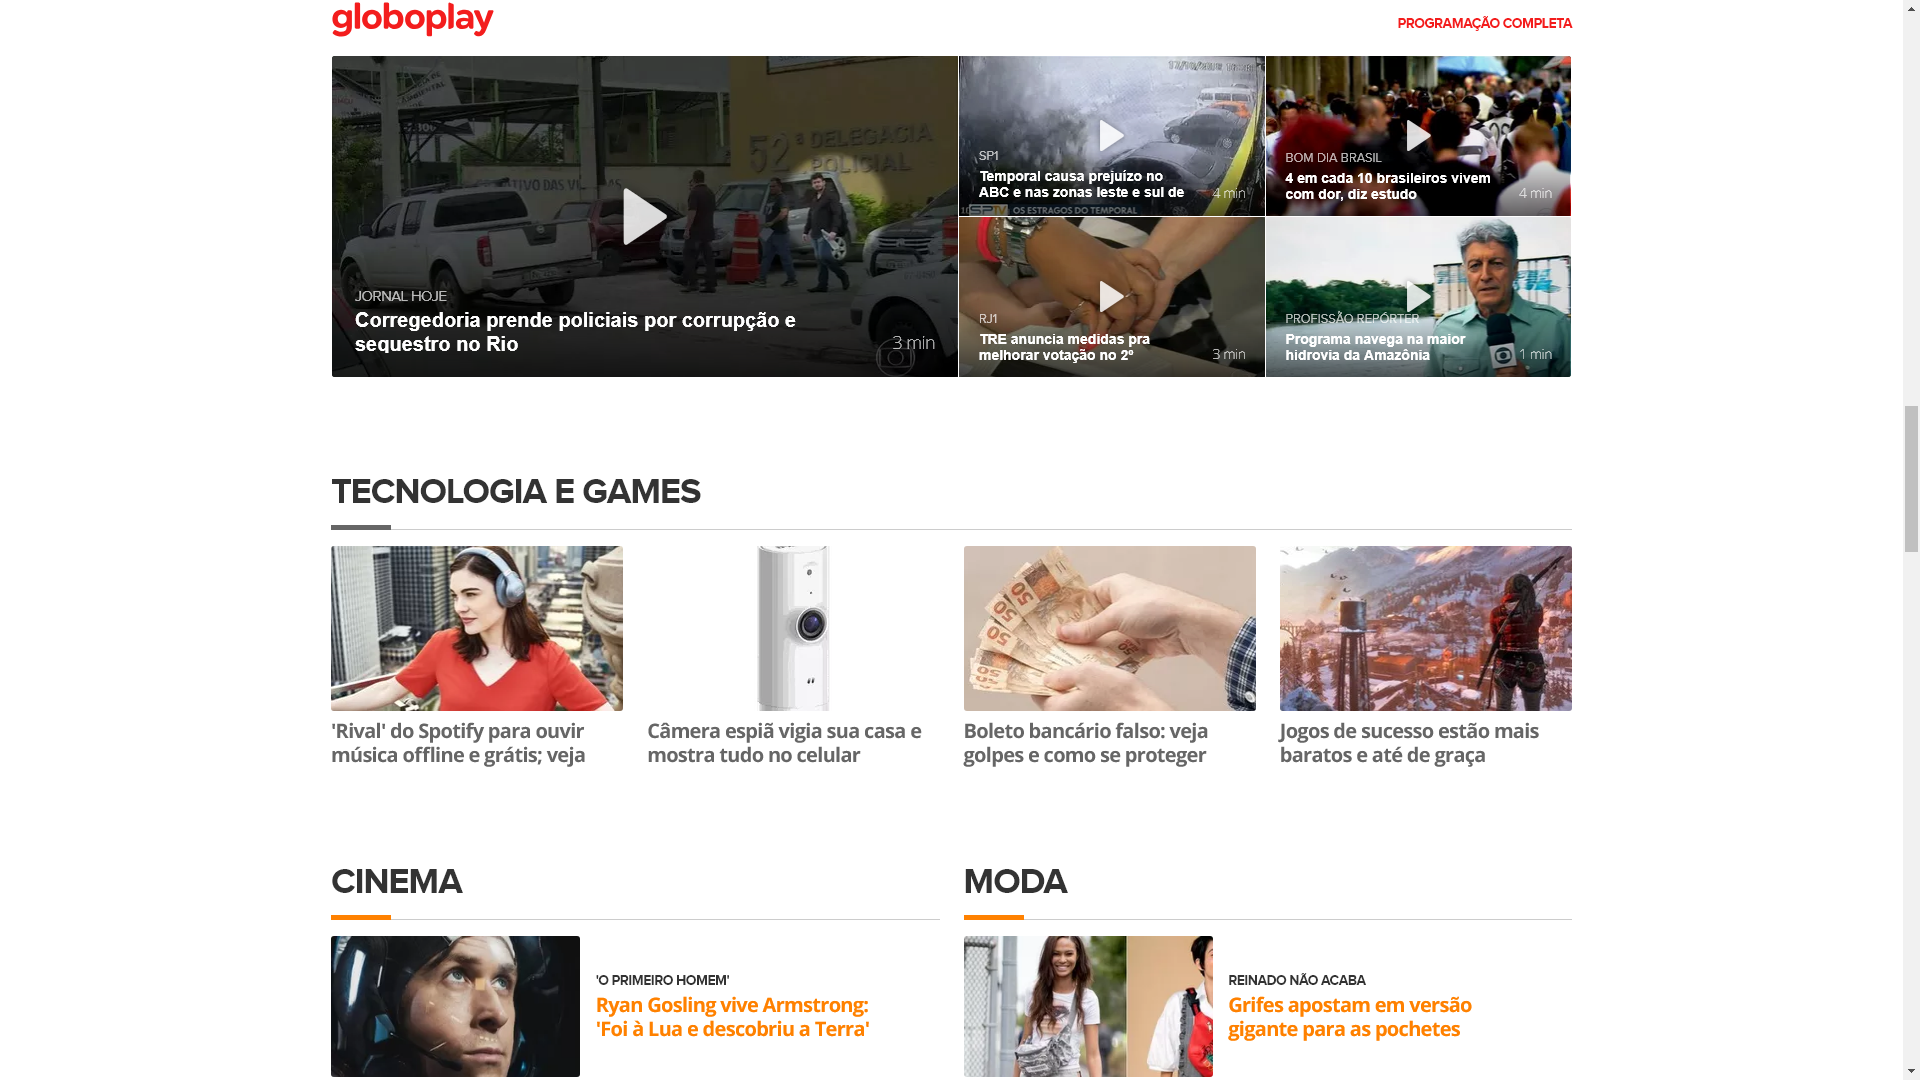 globoplay
PROGRAMAÇÃO COMPLETA
52ª DELEGACIA
POLICIAL
JORNAL HOJE
Corregedoria prende policiais por corrupção e
sequestro no Rio
3 min
SP1
Temporal causa prejuízo no
ABC e nas zonas leste e sul de
4 min
OS ESTRAGOS DO TEMPORAL
BOM DIA BRASIL
4 em cada 10 brasileiros vivem
com dor, diz estudo
4 min
RJ1
TRE anuncia medidas pra
melhorar votação no 2º
3 min
PROFISSÃO REPÓRTER
Programa navega na maior
hidrovia da Amazônia
1 min
TECNOLOGIA E GAMES
50
50
50
50
'Rival' do Spotify para ouvir
música offline e grátis; veja
Câmera espiã vigia sua casa e
mostra tudo no celular
Boleto bancário falso: veja
golpes e como se proteger
Jogos de sucesso estão mais
baratos e até de graça
CINEMA
'O PRIMEIRO HOMEM'
Ryan Gosling vive Armstrong:
'Foi à Lua e descobriu a Terra'
MODA
REINADO NÃO ACABA
Grifes apostam em versão
gigante para as pochetes